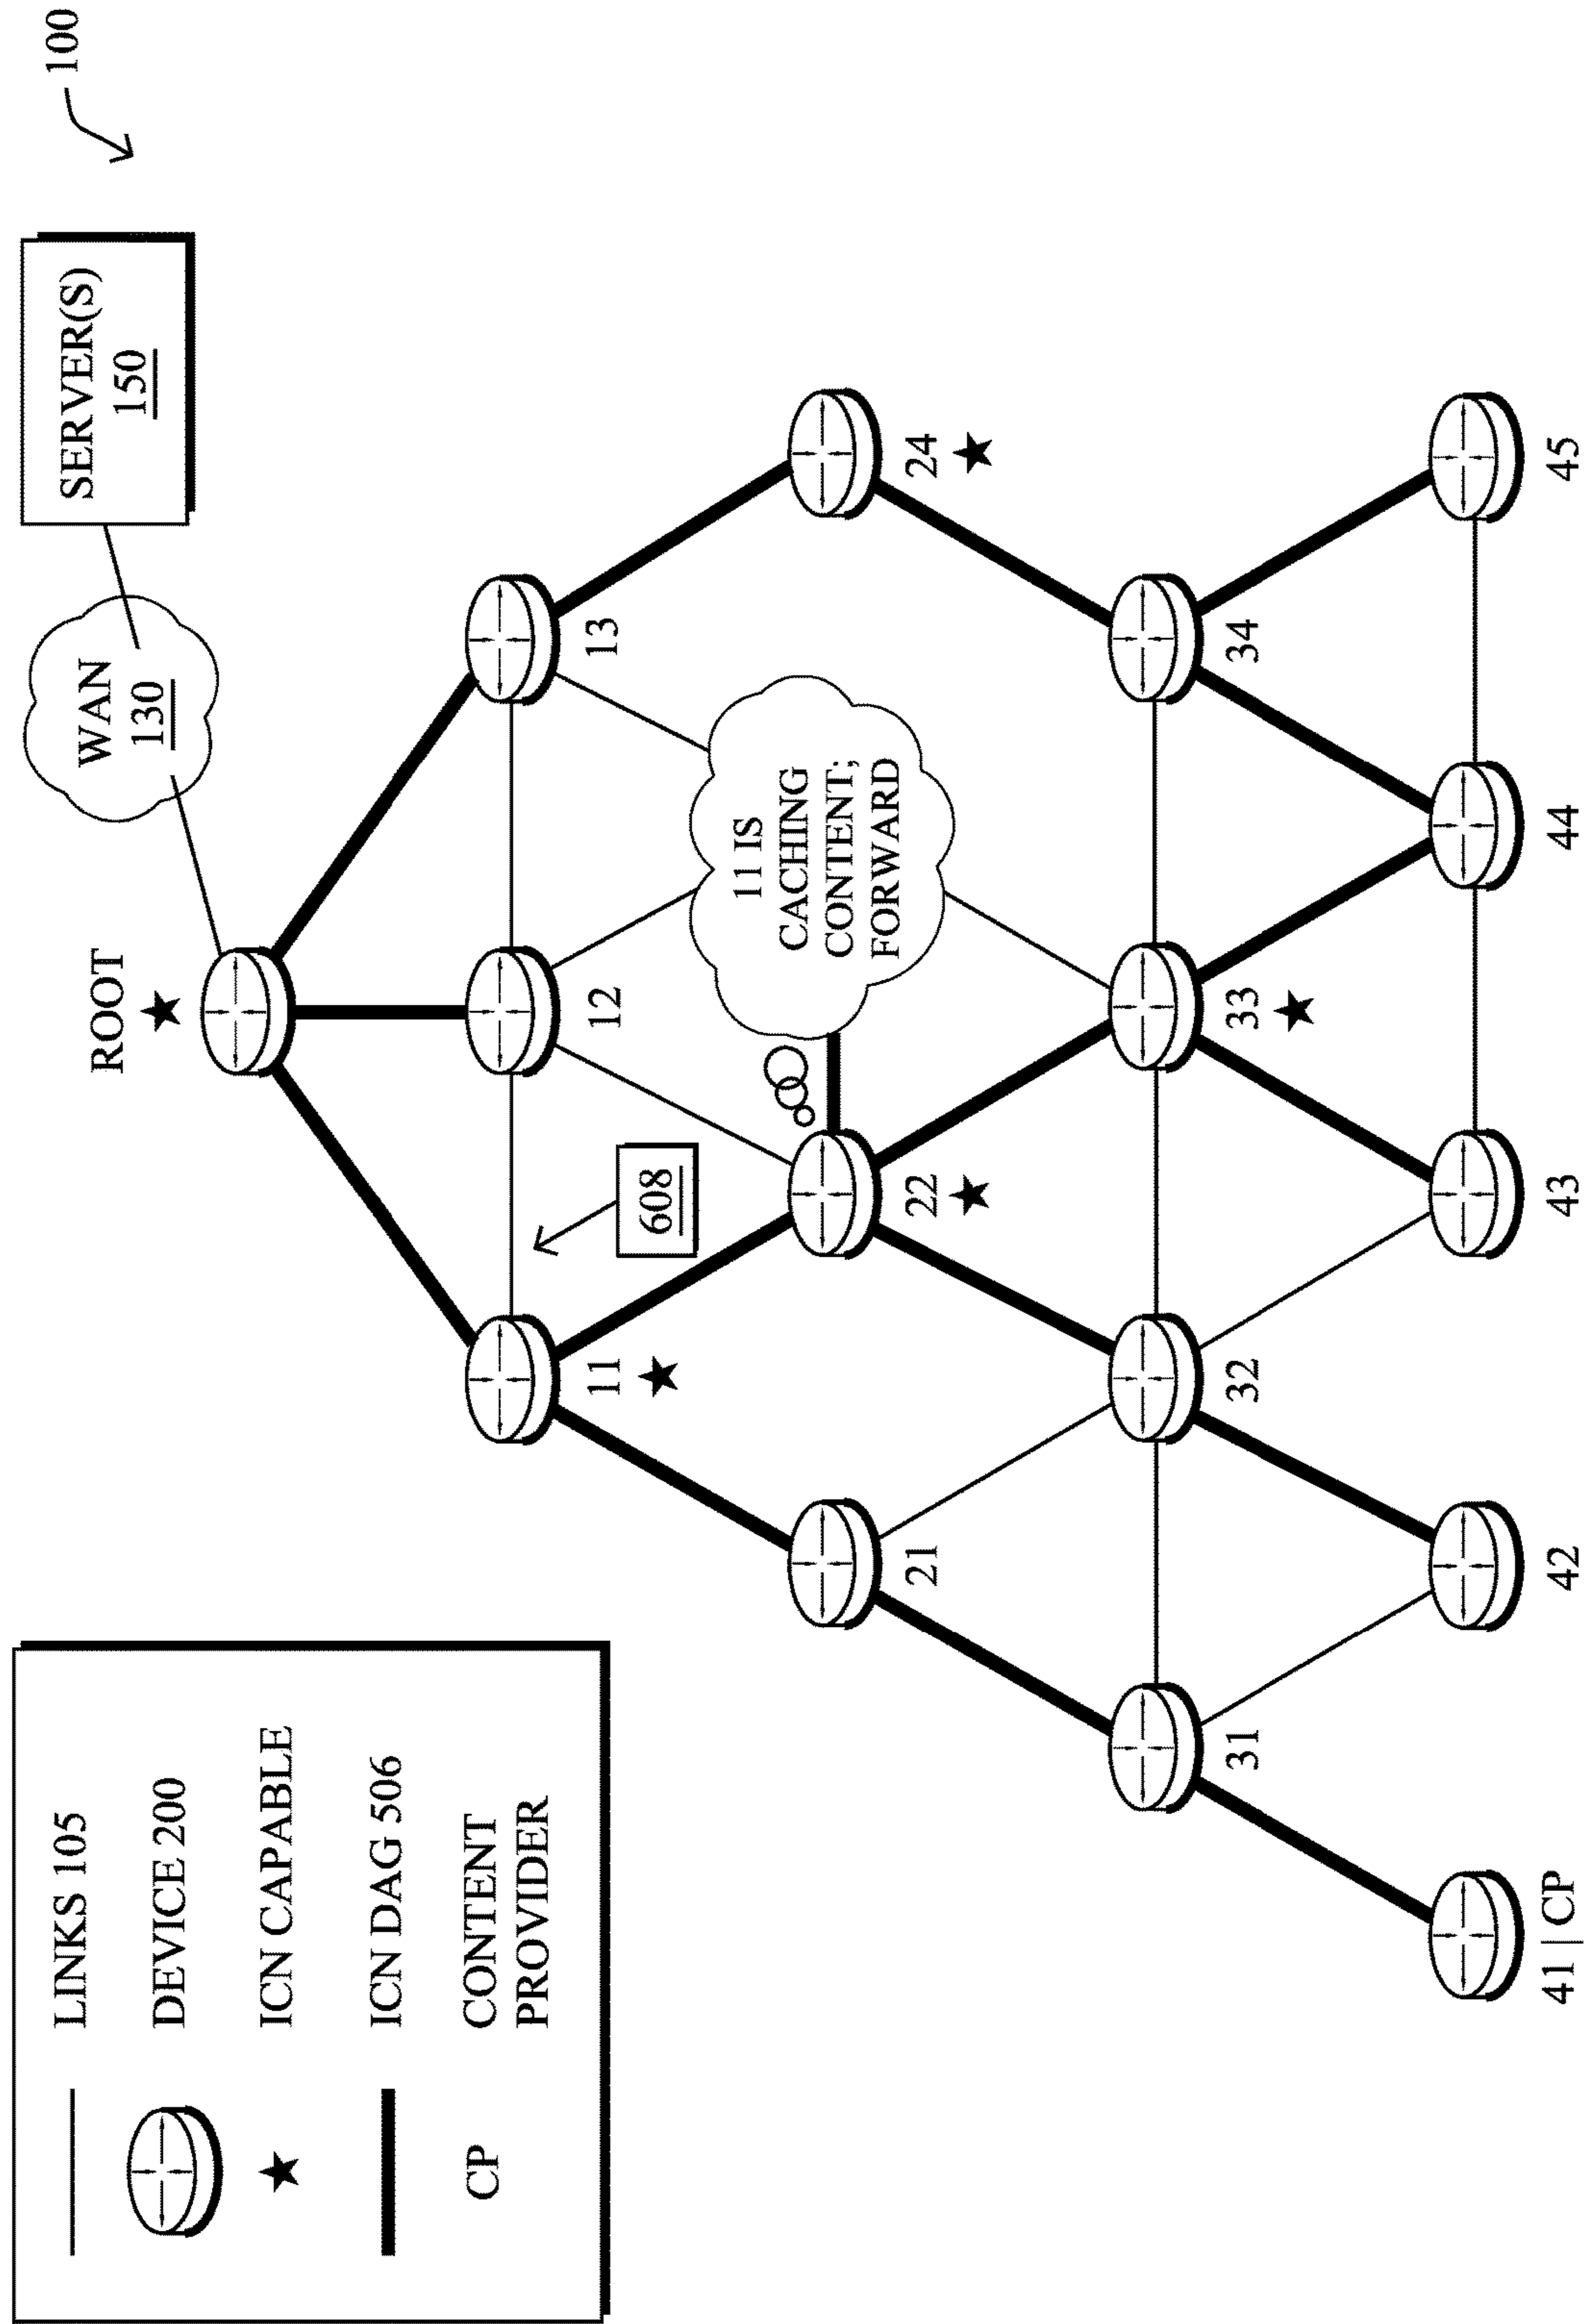 LINKS 105
DEVICE 200
ICN CAPABLE
ICN DAG 506
CP
CONTENT
PROVIDER
100
SERVER(S)
150
WAN
130
ROOT
11
12
13
608
11 IS
CACHING
CONTENT;
FORWARD
21
22
24
31
32
33
34
41 | CP
42
43
44
45